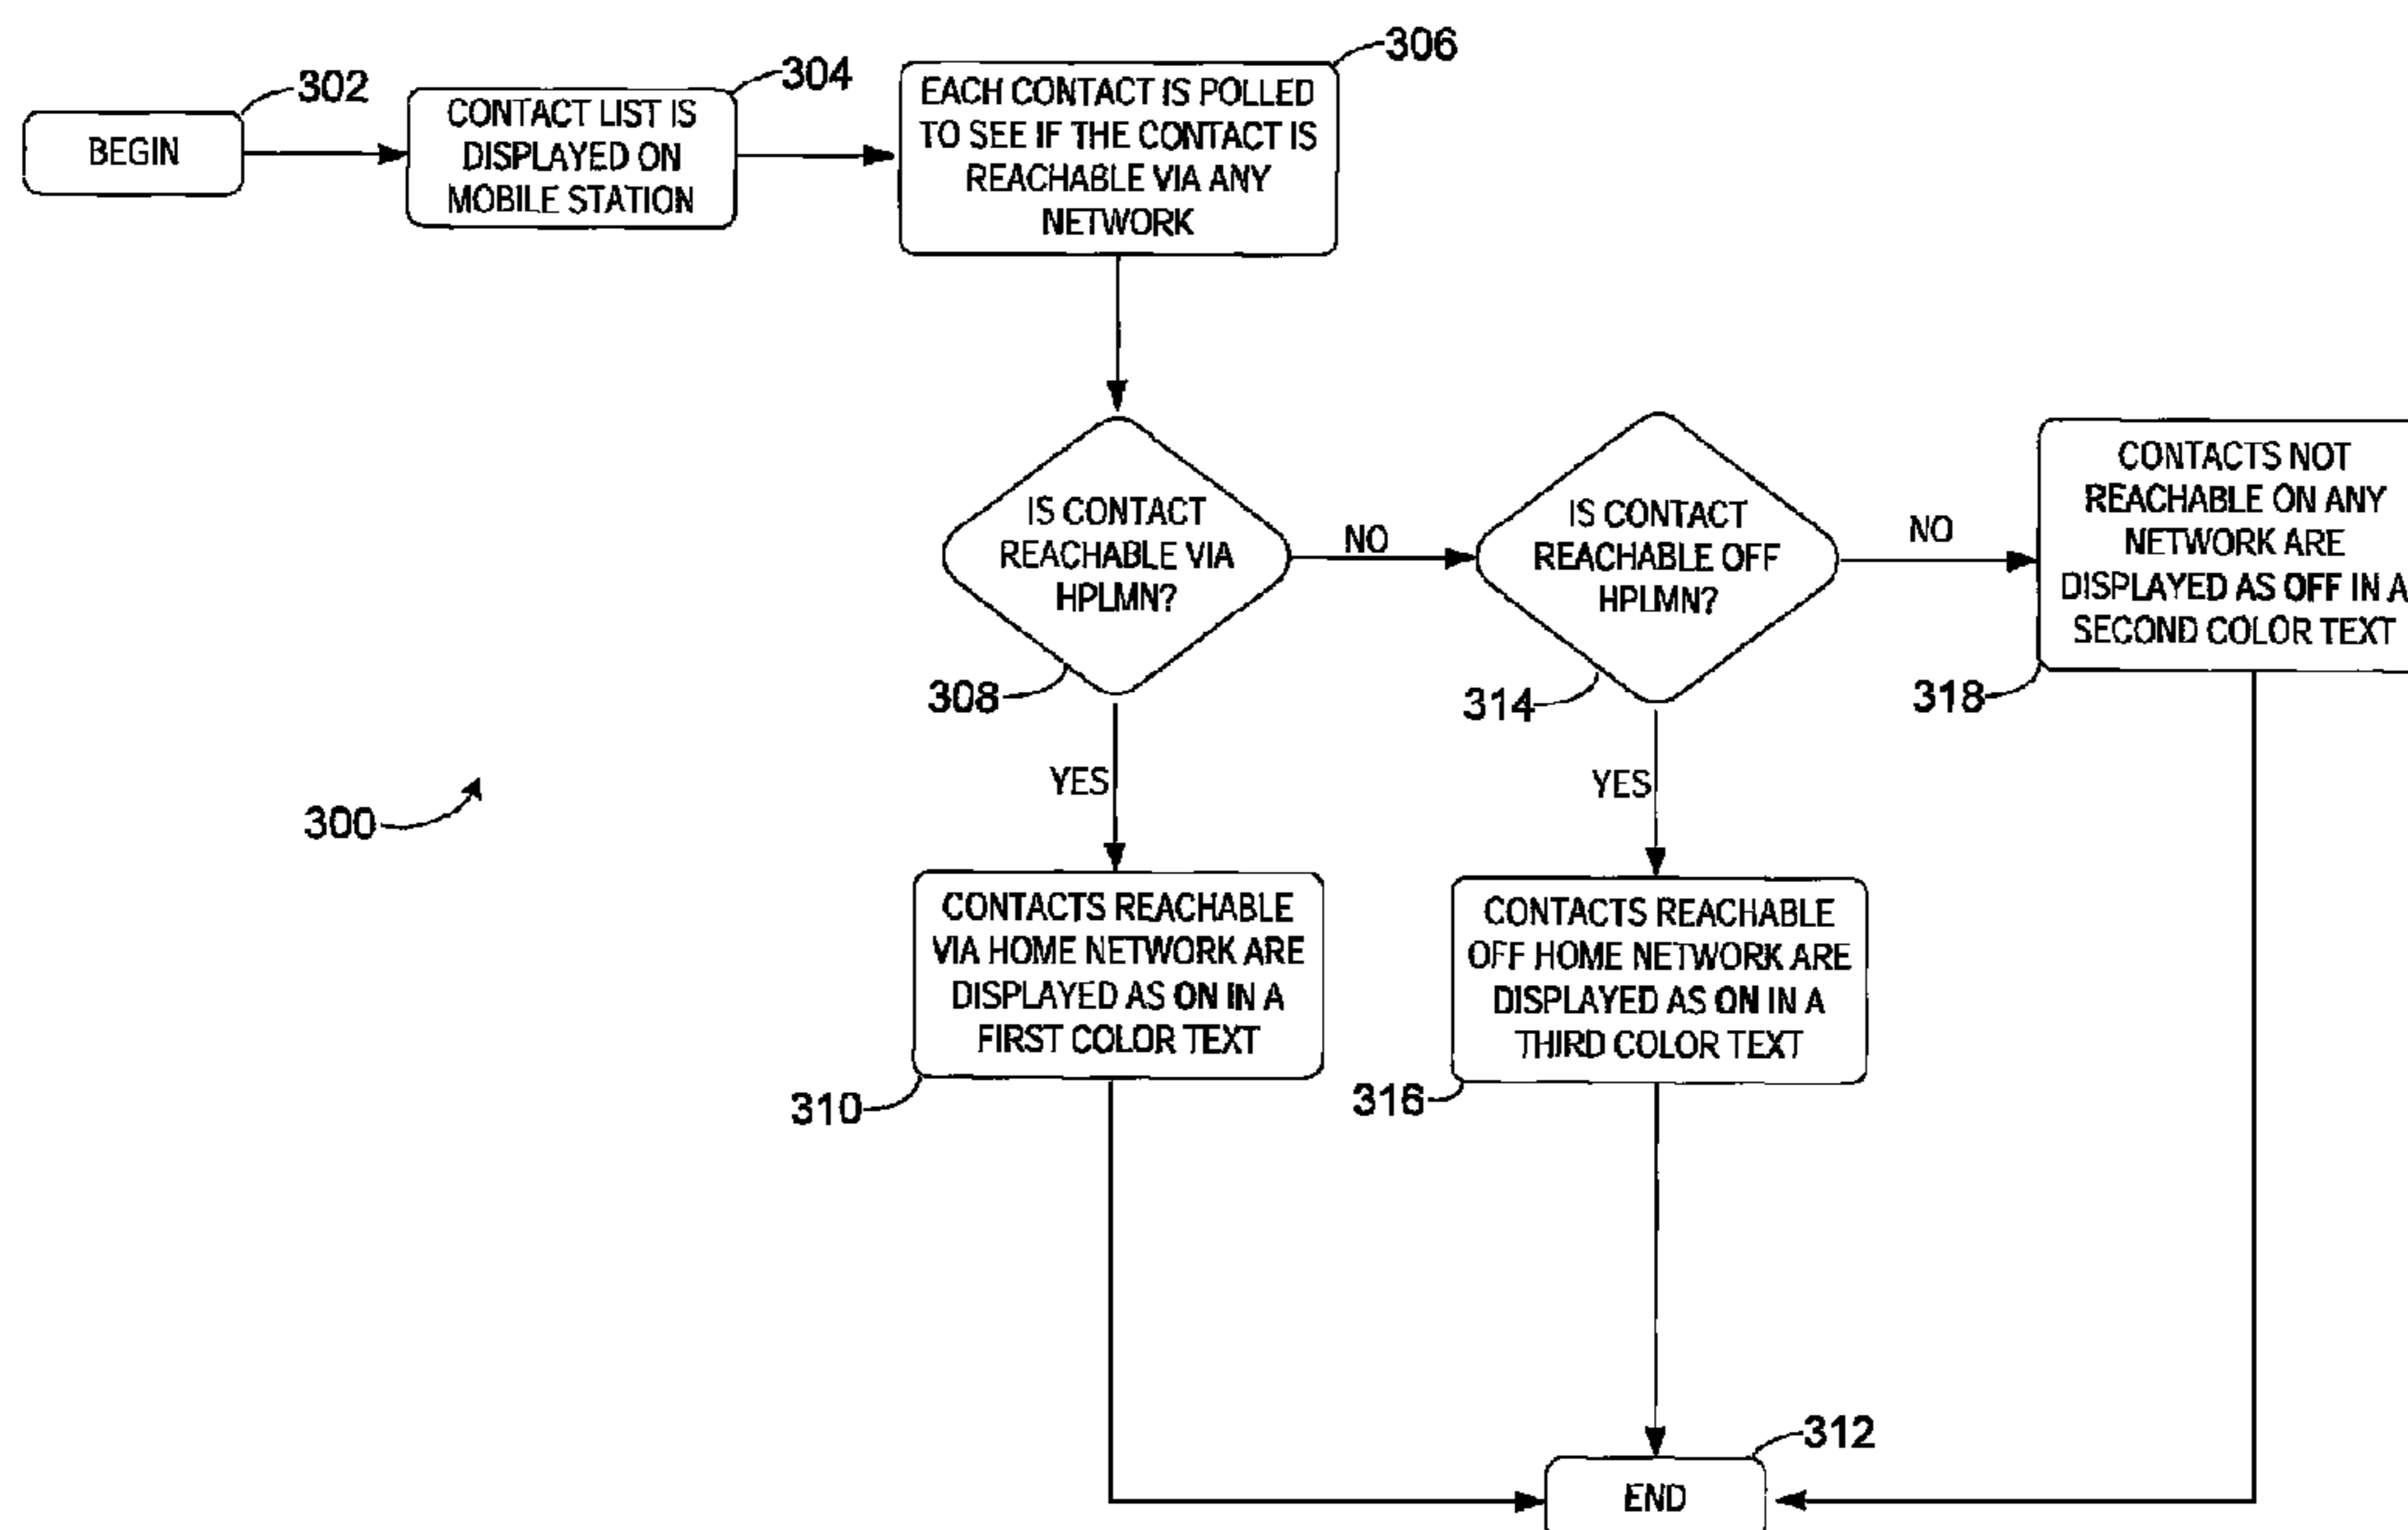 302
BEGIN
304
CONTACT LIST IS
DISPLAYED ON
MOBILE STATION
306
EACH CONTACT IS POLLED
TO SEE IF THE CONTACT IS
REACHABLE VIA ANY
NETWORK
IS CONTACT
REACHABLE VIA
HPLMN?
308
NO
IS CONTACT
REACHABLE OFF
HPLMN?
314
NO
CONTACTS NOT
REACHABLE ON ANY
NETWORK ARE
DISPLAYED AS OFF IN A
SECOND COLOR TEXT
318
300
YES
YES
CONTACTS REACHABLE
VIA HOME NETWORK ARE
DISPLAYED AS ON IN A
FIRST COLOR TEXT
310
CONTACTS REACHABLE
OFF HOME NETWORK ARE
DISPLAYED AS ON IN A
THIRD COLOR TEXT
316
312
END